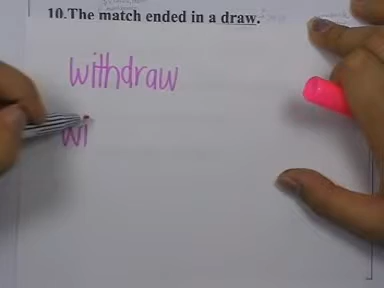 10.The match ended in a draw.
withdraw
wi